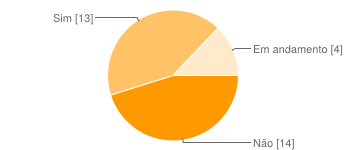 Sim [13]
Em andamento [4]
Não [14]